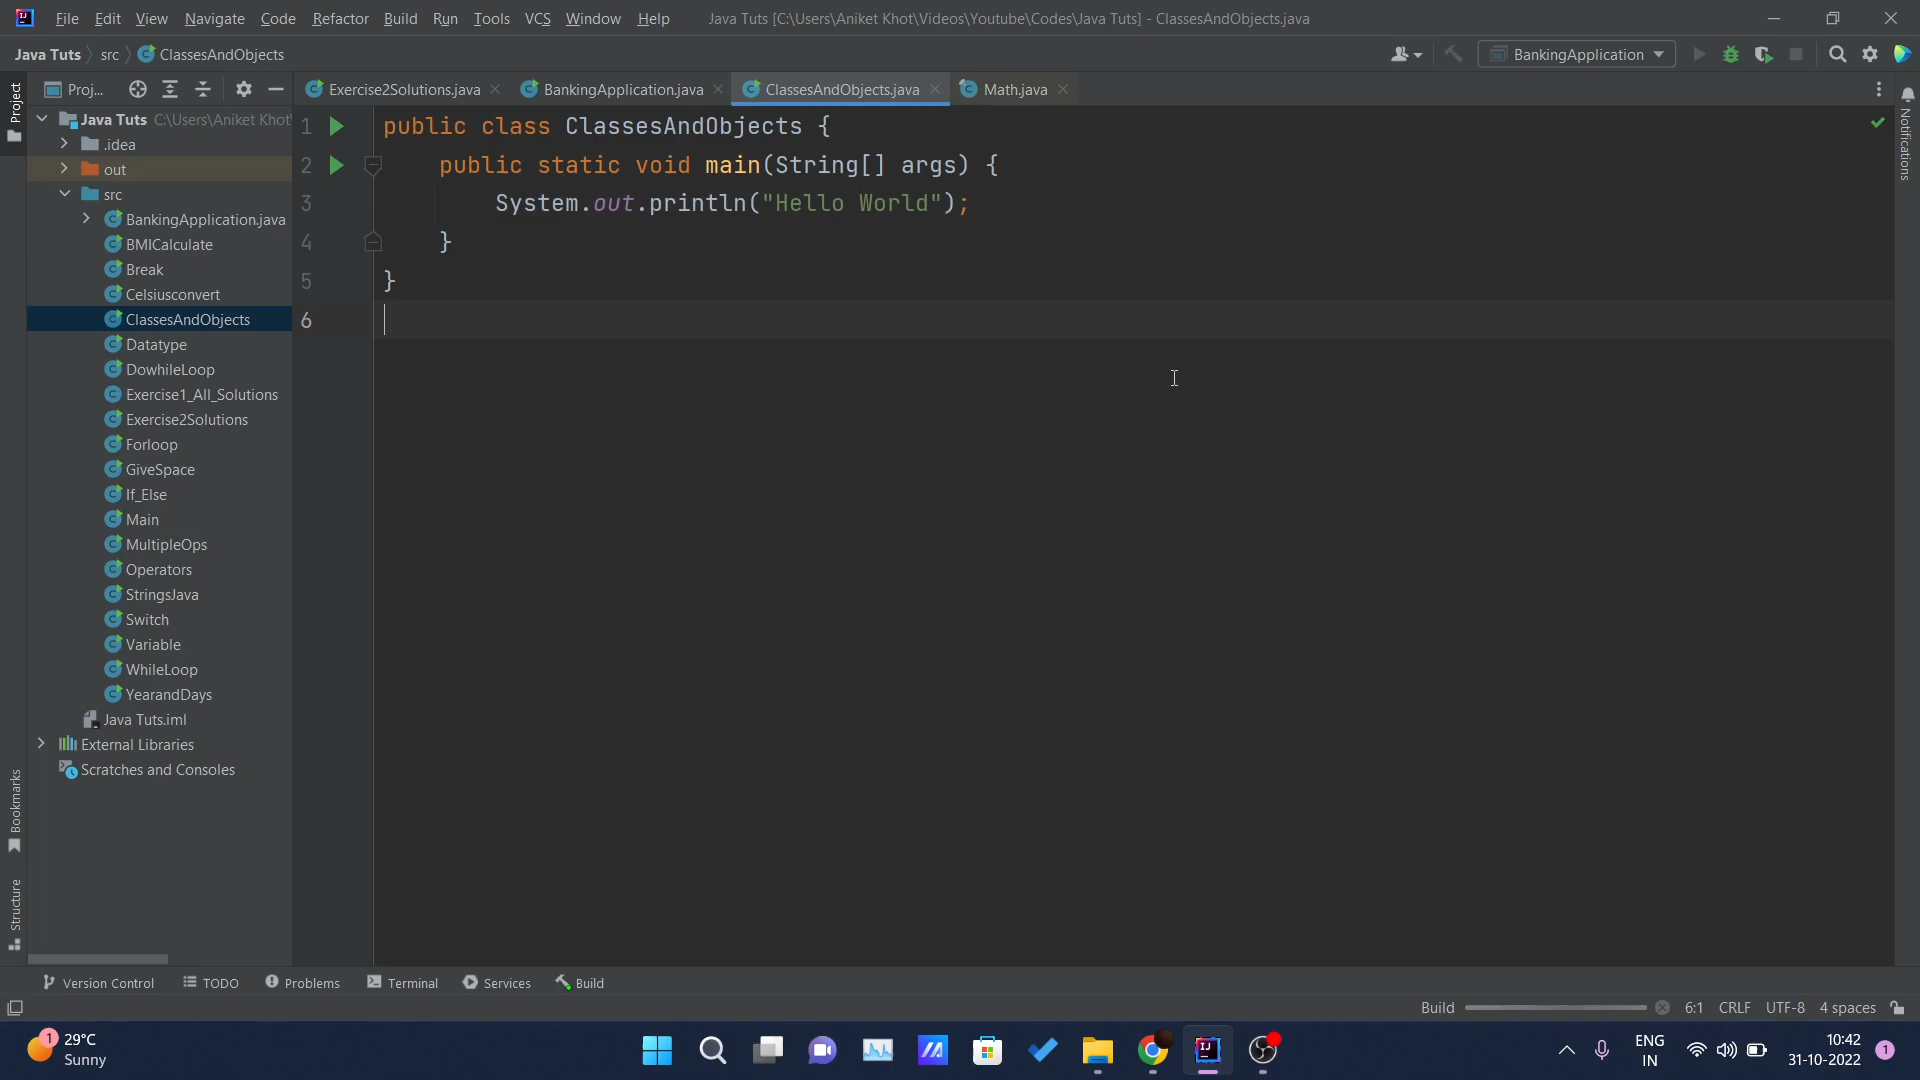 File Edit View Navigate Code Refactor Build Run Tools VCS Window Help Java Tuts [C:\Users\Aniket Khot\Videos\Youtube\Codes\Java Tuts] - ClassesAndObjects.java
Java Tuts src ClassesAndObjects BankingApplication
Project
Proj...
Exercise2Solutions.java BankingApplication.java ClassesAndObjects.java Math.java
Notifications
Java Tuts C:\Users\Aniket Khot\
.idea
out
src
BankingApplication.java
BMICalculate
Break
Celsiusconvert
ClassesAndObjects
Datatype
DowhileLoop
Exercise1_All_Solutions
Exercise2Solutions
Forloop
GiveSpace
If_Else
Main
MultipleOps
Operators
StringsJava
Switch
Variable
WhileLoop
YearandDays
Java Tuts.iml
External Libraries
Scratches and Consoles
1 public class ClassesAndObjects {
2 public static void main(String[] args) {
3 System.out.println("Hello World");
4 }
5 }
6
Bookmarks
Structure
Version Control TODO Problems Terminal Services Build
Build 6:1 CRLF UTF-8 4 spaces
1 29°C
Sunny
ENG
IN
10:42
31-10-2022
1